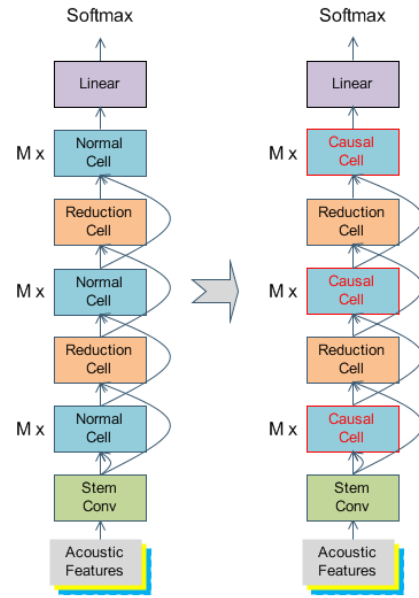 Softmax
Linear
M x
Normal
Cell
Reduction
Cell
M x
Normal
Cell
Reduction
Cell
M x
Normal
Cell
Stem
Conv
Acoustic
Features
Softmax
Linear
M x
Causal
Cell
Reduction
Cell
M x
Causal
Cell
Reduction
Cell
M x
Causal
Cell
Stem
Conv
Acoustic
Features